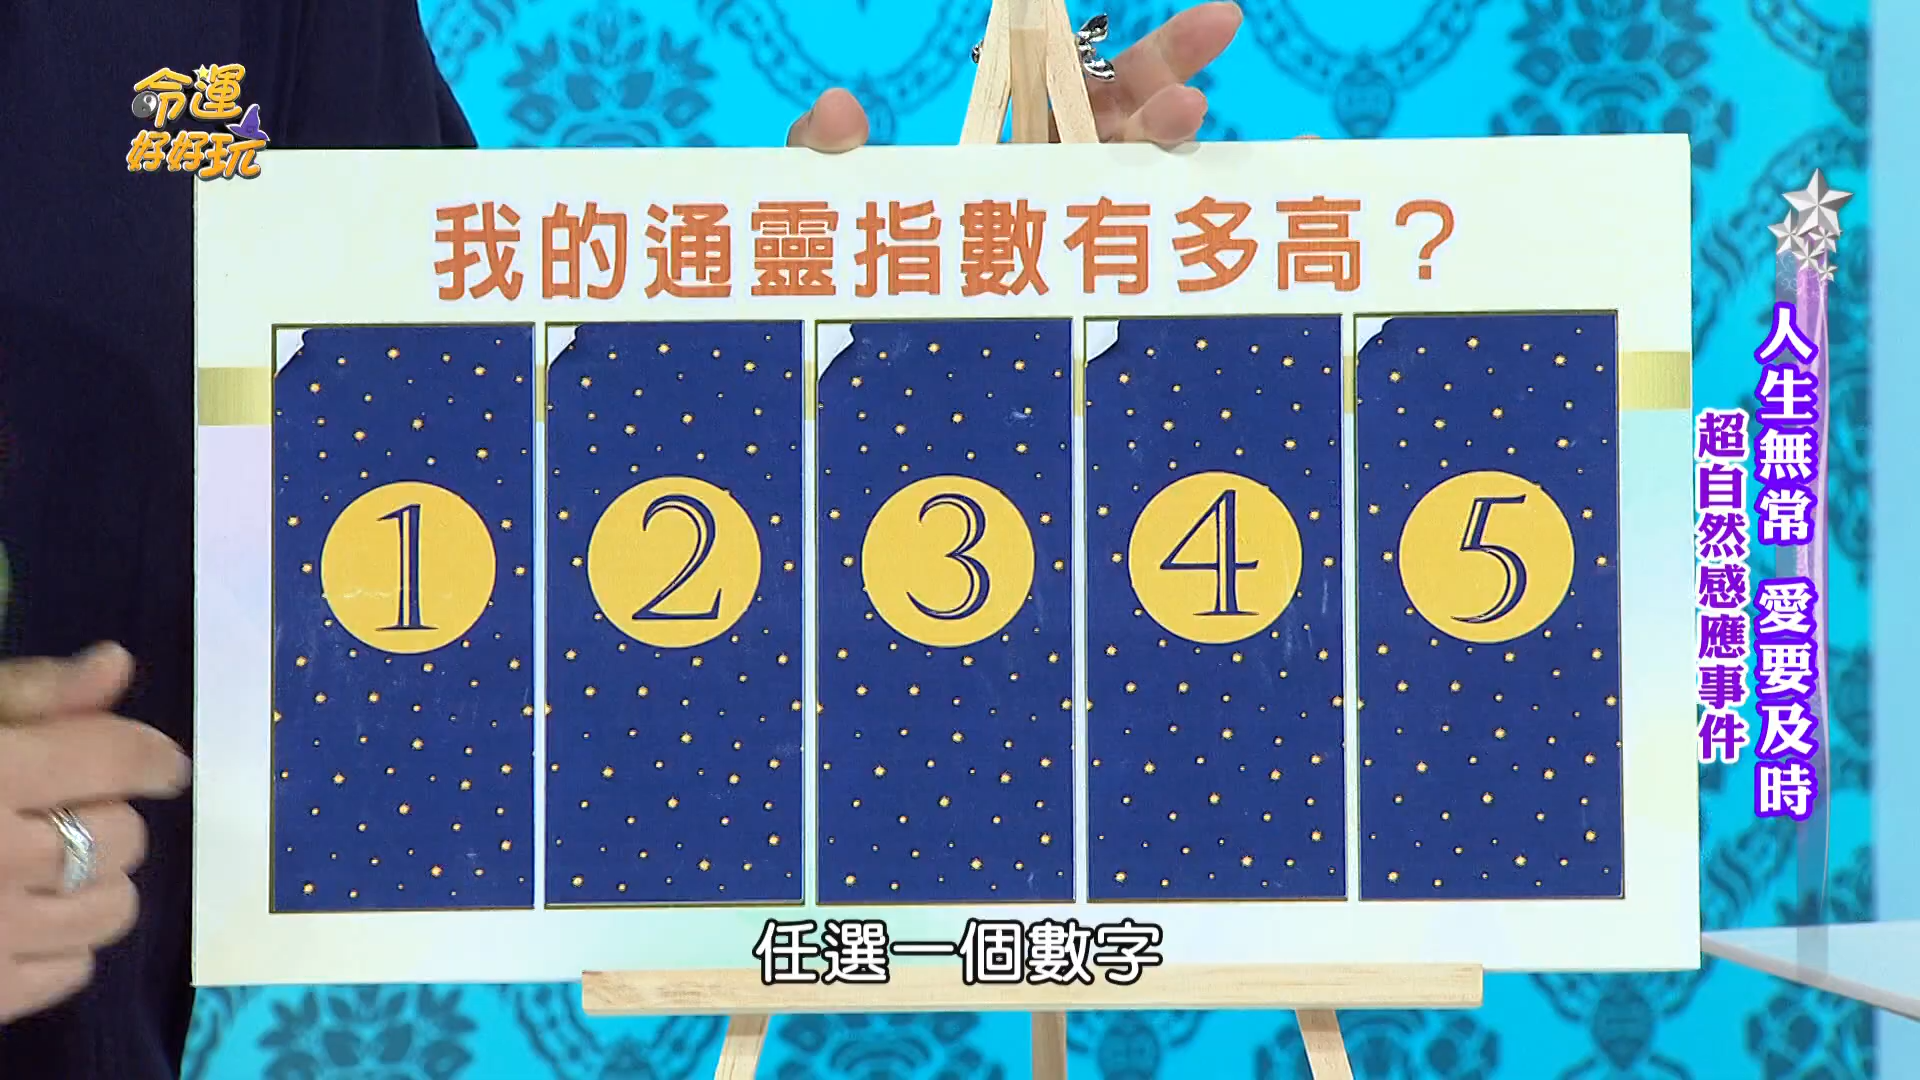 命運
好好玩
我的通靈指數有多高？
1
2
3
4
5
人生無常 愛要及時
超自然感應事件
任選一個數字